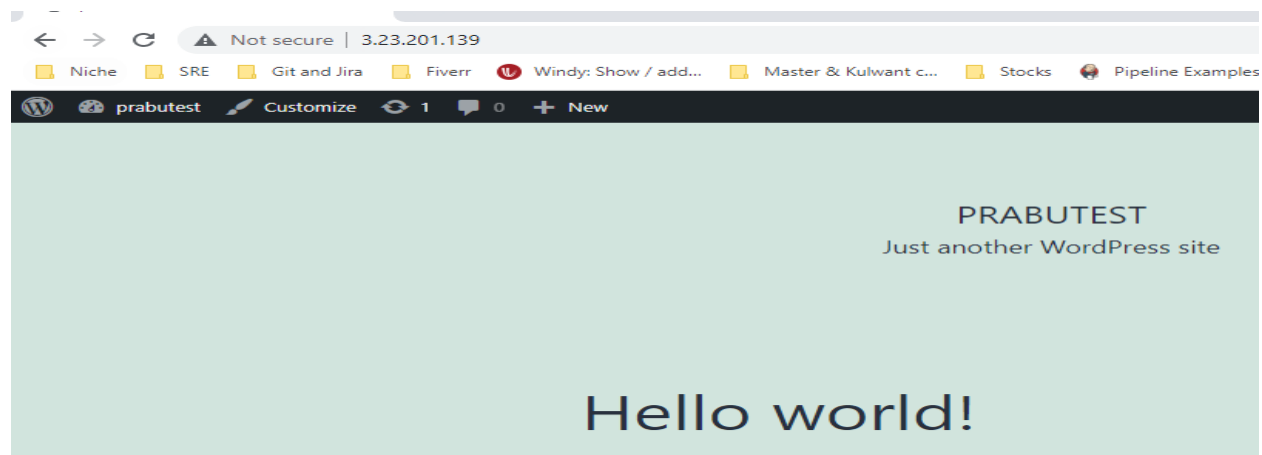 Not secure | 3.23.201.139
Niche SRE Git and Jira Fiverr Windy: Show / add... Master & Kulwant c... Stocks Pipeline Examples
prabutest Customize 1 0 + New
PRABUTEST
Just another WordPress site
Hello world!